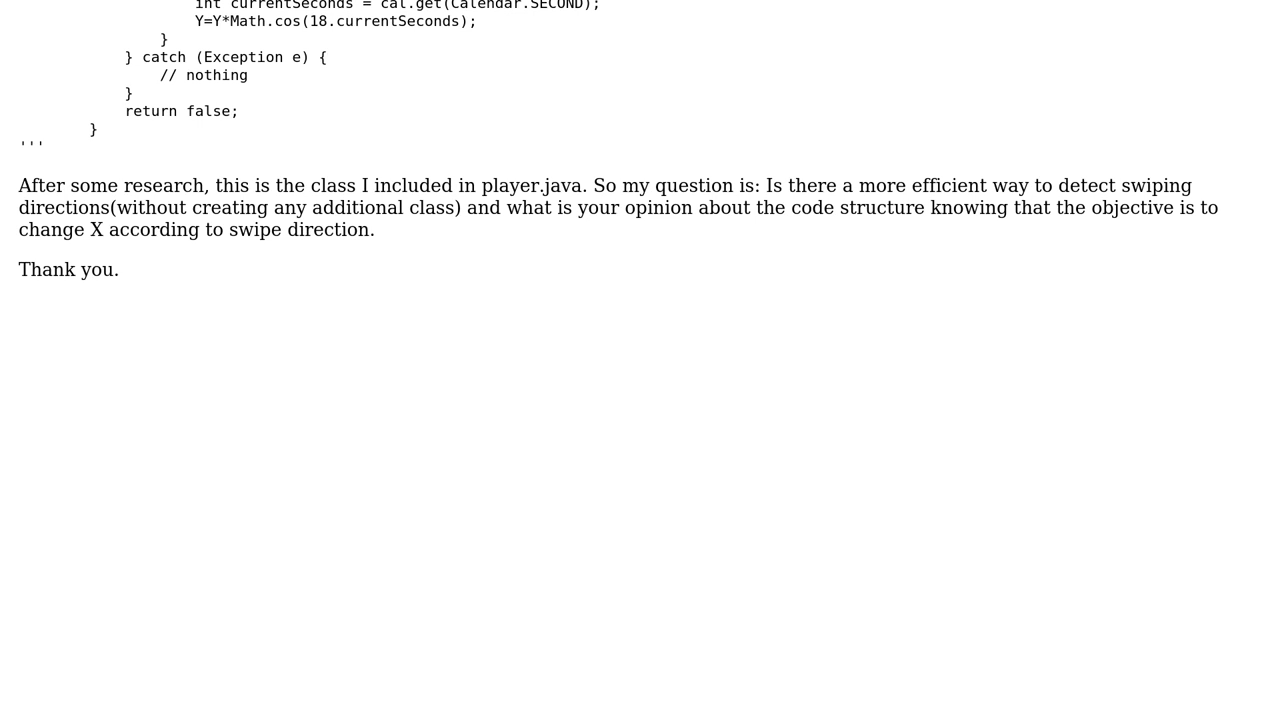 int currentSeconds = cal.get(Calendar.SECOND);
Y=Y*Math.cos(18.currentSeconds);
}
} catch (Exception e) {
// nothing
}
return false;
}
'''
After some research, this is the class I included in player.java. So my question is: Is there a more efficient way to detect swiping
directions(without creating any additional class) and what is your opinion about the code structure knowing that the objective is to
change X according to swipe direction.
Thank you.